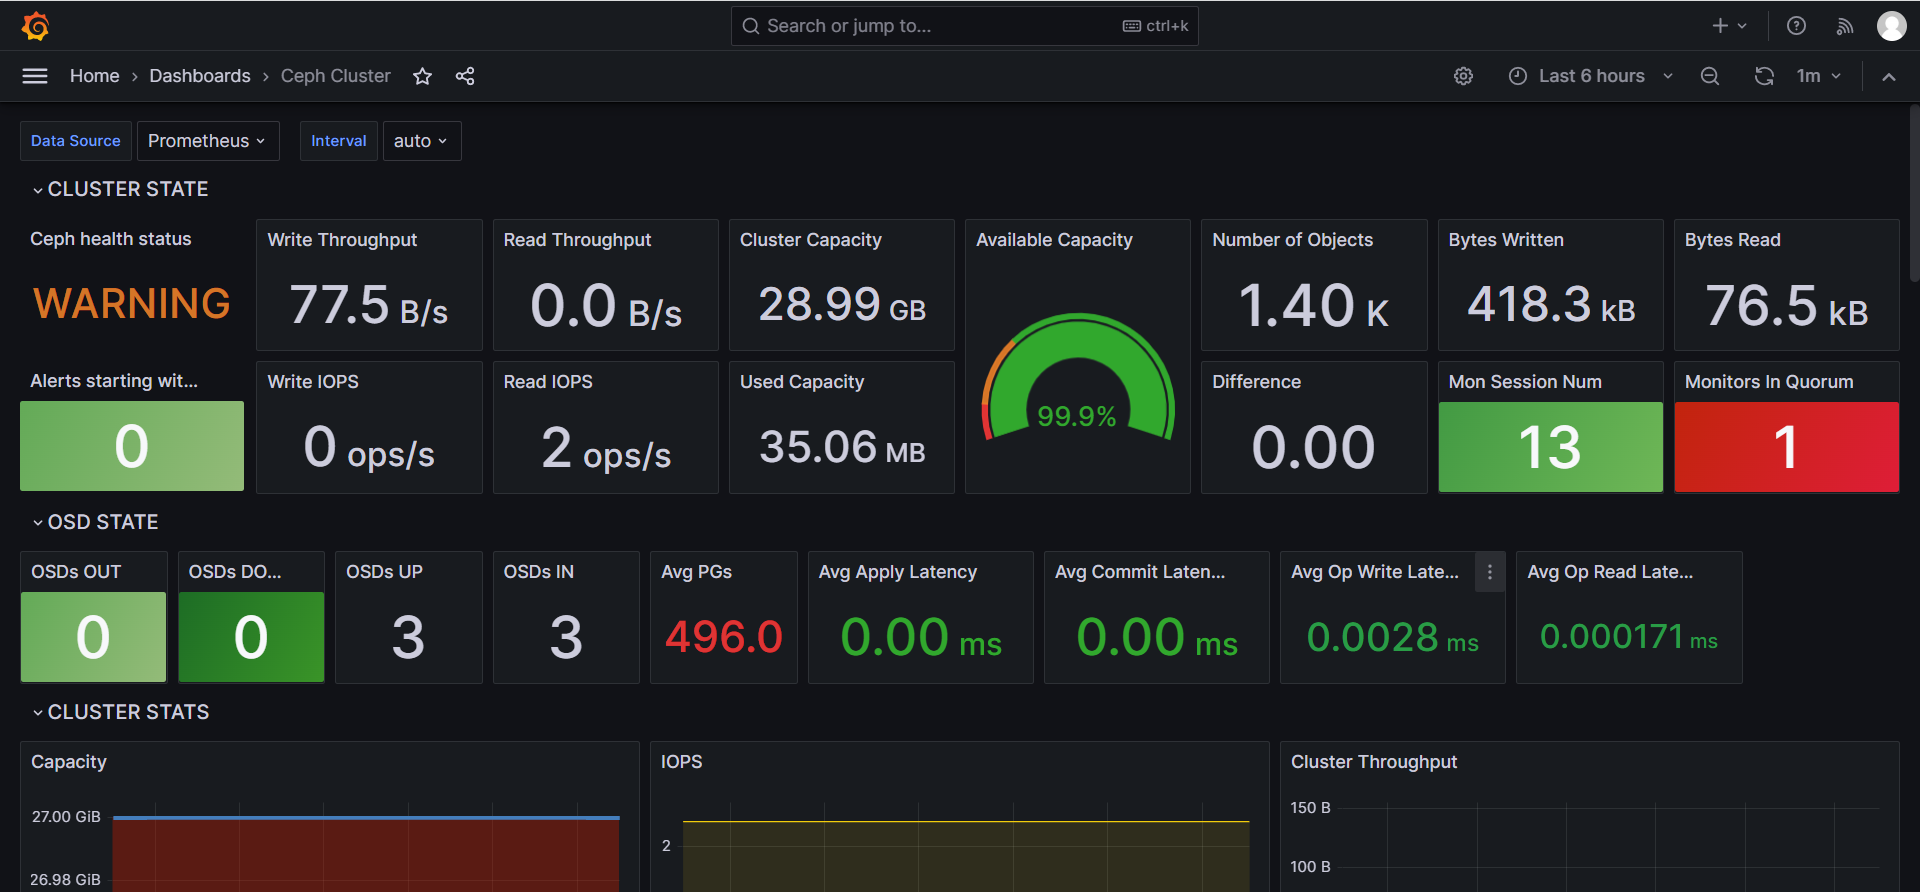 Search or jump to...
ctrl+k
Home
Dashboards
Ceph Cluster
Last 6 hours
1m
Data Source
Prometheus
Interval
auto
CLUSTER STATE
Ceph health status
WARNING
Write Throughput
77.5 B/s
Read Throughput
0.0 B/s
Cluster Capacity
28.99 GB
Available Capacity
99.9%
Number of Objects
1.40 K
Bytes Written
418.3 kB
Bytes Read
76.5 kB
Alerts starting wit...
0
Write IOPS
0 ops/s
Read IOPS
2 ops/s
Used Capacity
35.06 MB
Difference
0.00
Mon Session Num
13
Monitors In Quorum
1
OSD STATE
OSDs OUT
0
OSDs DO...
0
OSDs UP
3
OSDs IN
3
Avg PGs
496.0
Avg Apply Latency
0.00 ms
Avg Commit Laten...
0.00 ms
Avg Op Write Late...
0.0028 ms
Avg Op Read Late...
0.000171 ms
CLUSTER STATS
Capacity
27.00 GiB
26.98 GiB
IOPS
2
Cluster Throughput
150 B
100 B